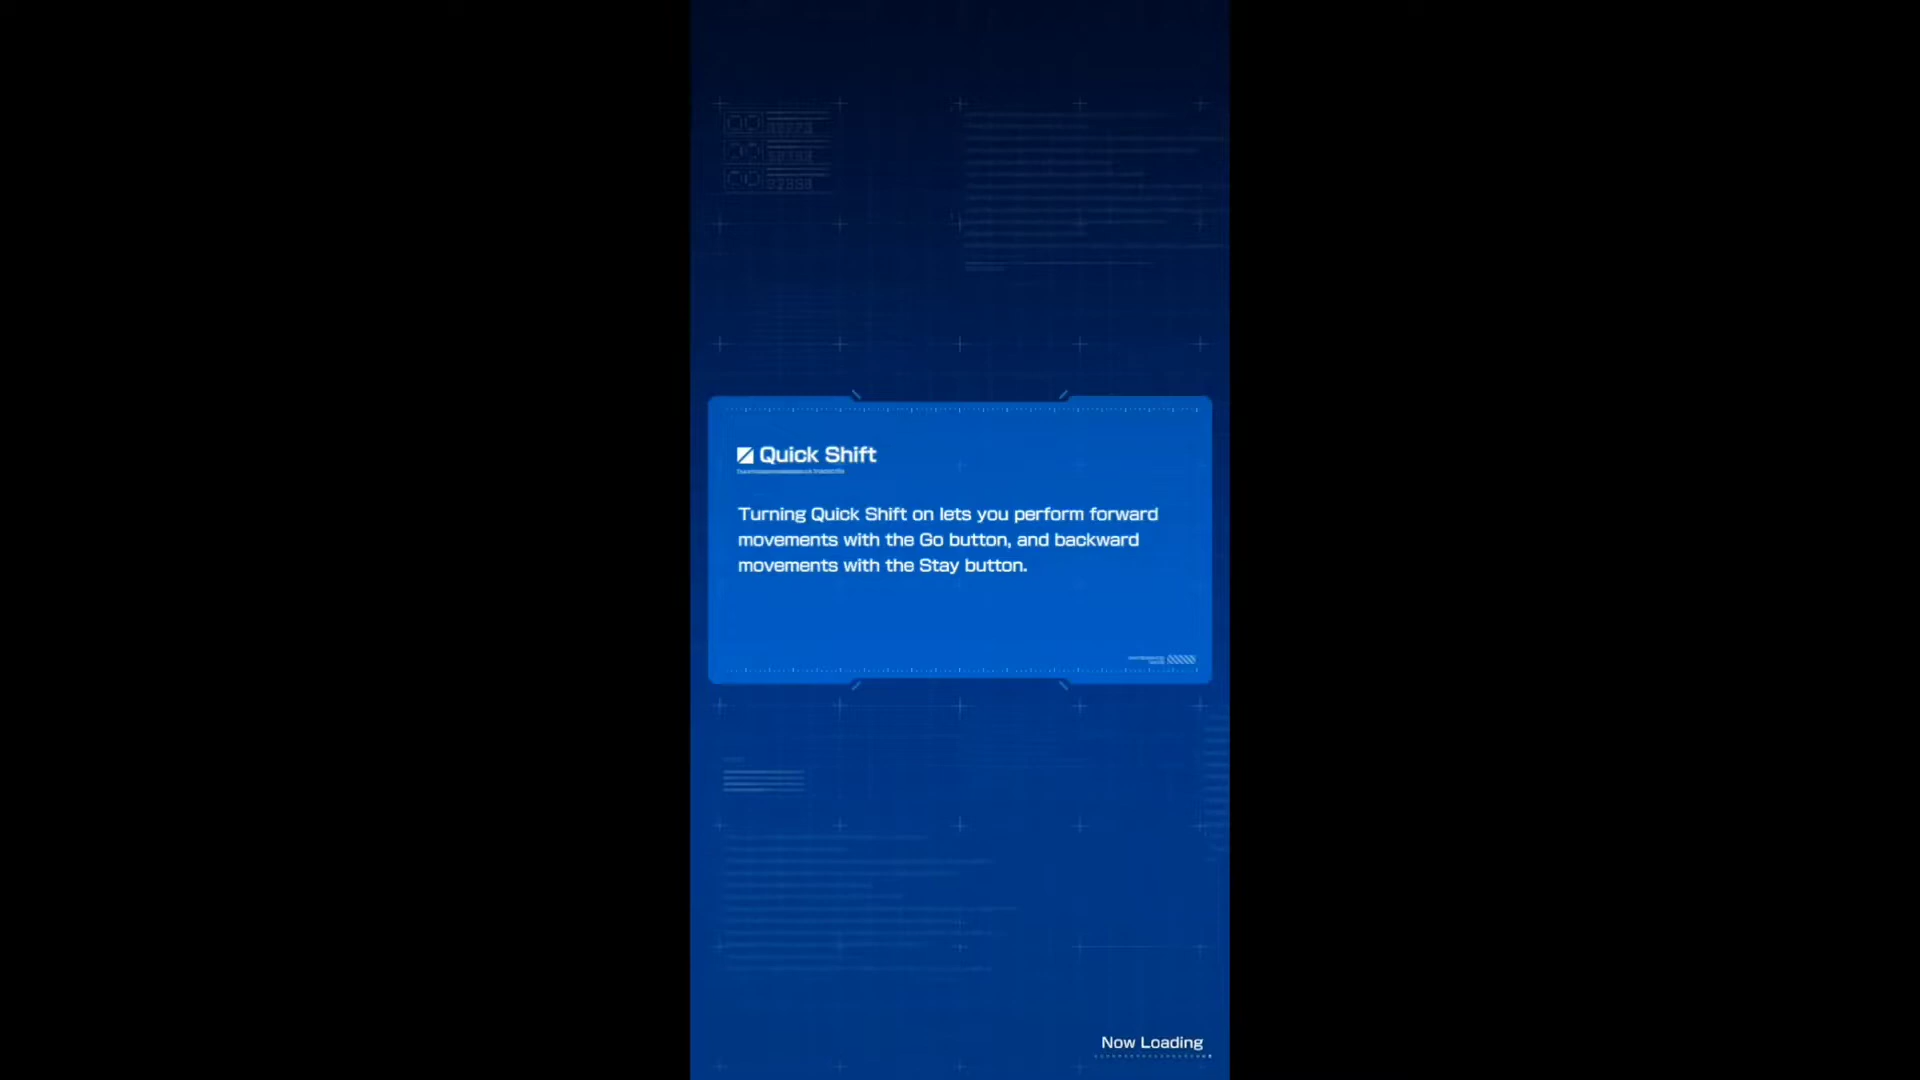 Quick Shift
Turning Quick Shift on lets you perform forward
movements with the Go button, and backward
movements with the Stay button.
Now Loading